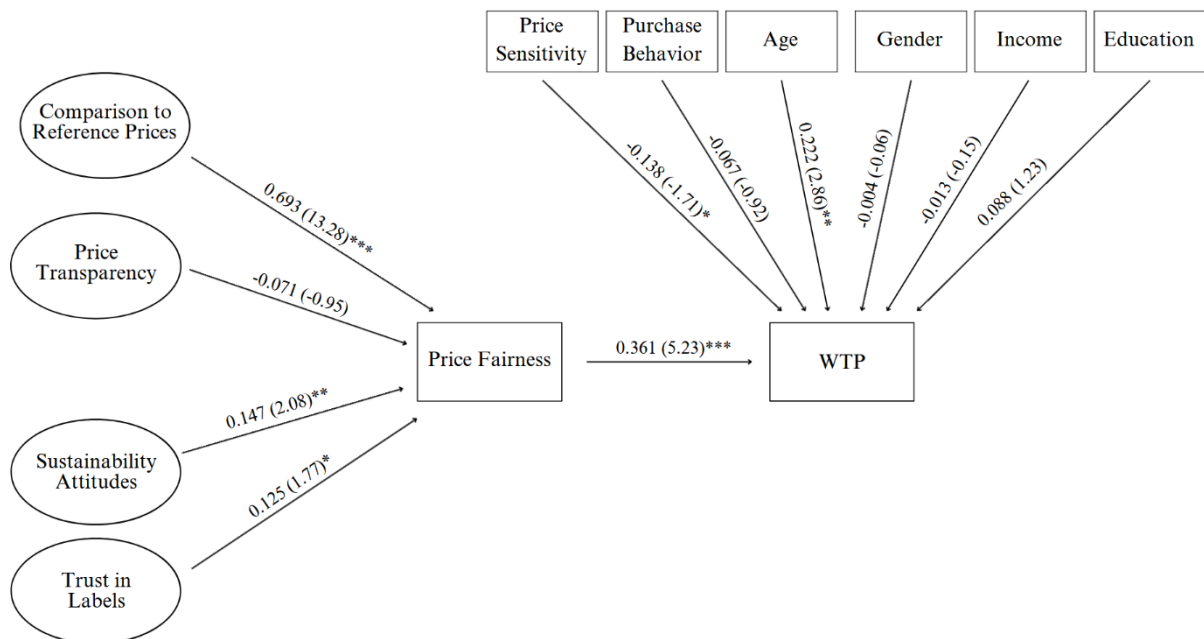 Price
Sensitivity
Purchase
Behavior
Age
Gender
Income
Education
Comparison to
Reference Prices
Price
Transparency
Sustainability
Attitudes
Trust in
Labels
0.693 (13.28)***
-0.071 (-0.95)
0.147 (2.08)**
0.125 (1.77)*
Price Fairness
0.361 (5.23)***
WTP
-0.138 (-1.71)*
-0.067 (-0.92)
0.222 (2.86)**
-0.004 (-0.06)
-0.013 (-0.15)
0.088 (1.23)